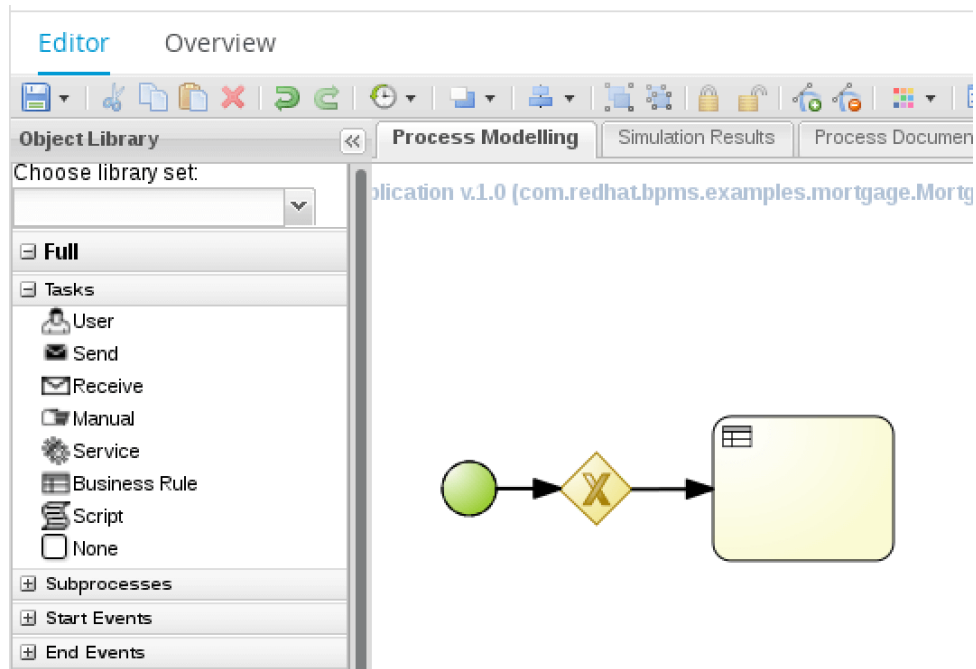 Editor Overview
Object Library
Process Modelling Simulation Results Process Documen
Choose library set:
plication v.1.0 (com.redhat.bpms.examples.mortgage.Mortg
Full
Tasks
User
Send
Receive
Manual
Service
Business Rule
Script
None
Subprocesses
Start Events
End Events